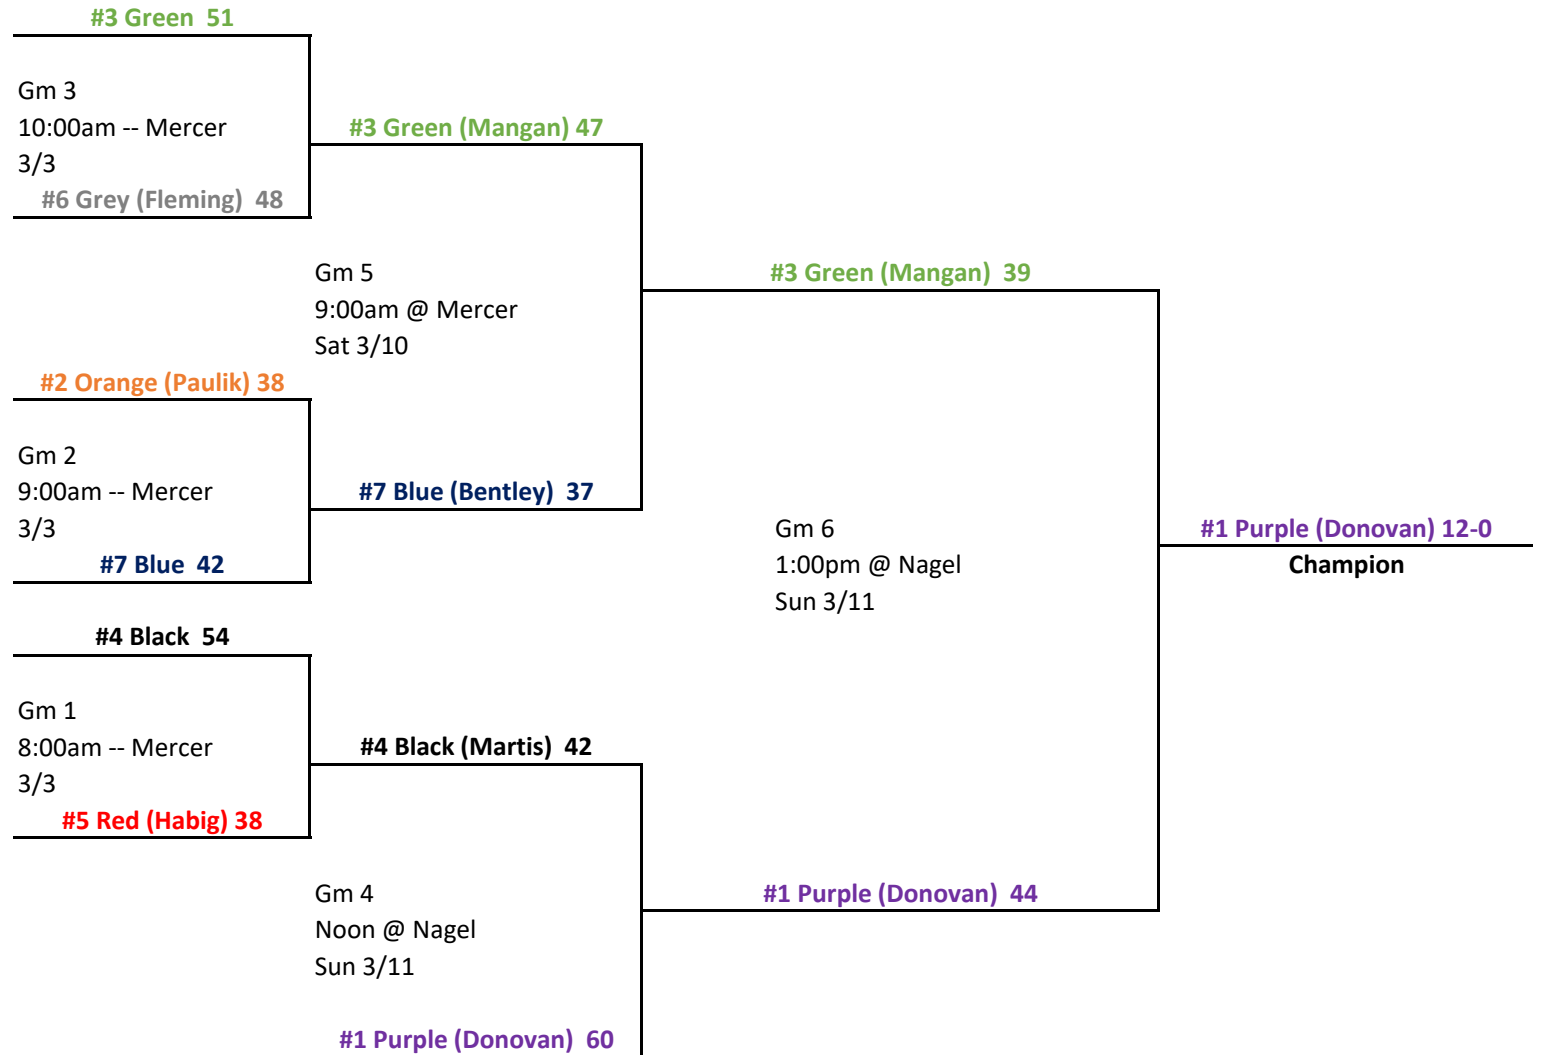 #3 Green  51
Gm 3
10:00am -- Mercer
3/3
#6 Grey (Fleming)  48
#3 Green (Mangan) 47
Gm 5
9:00am @ Mercer
Sat 3/10
#2 Orange (Paulik) 38
Gm 2
9:00am -- Mercer
3/3
#7 Blue  42
#7 Blue (Bentley)  37
#3 Green (Mangan)  39
Gm 6
1:00pm @ Nagel
Sun 3/11
#1 Purple (Donovan) 12-0
Champion
#4 Black  54
Gm 1
8:00am -- Mercer
3/3
#5 Red (Habig) 38
#4 Black (Martis)  42
Gm 4
Noon @ Nagel
Sun 3/11
#1 Purple (Donovan)  60
#1 Purple (Donovan)  44